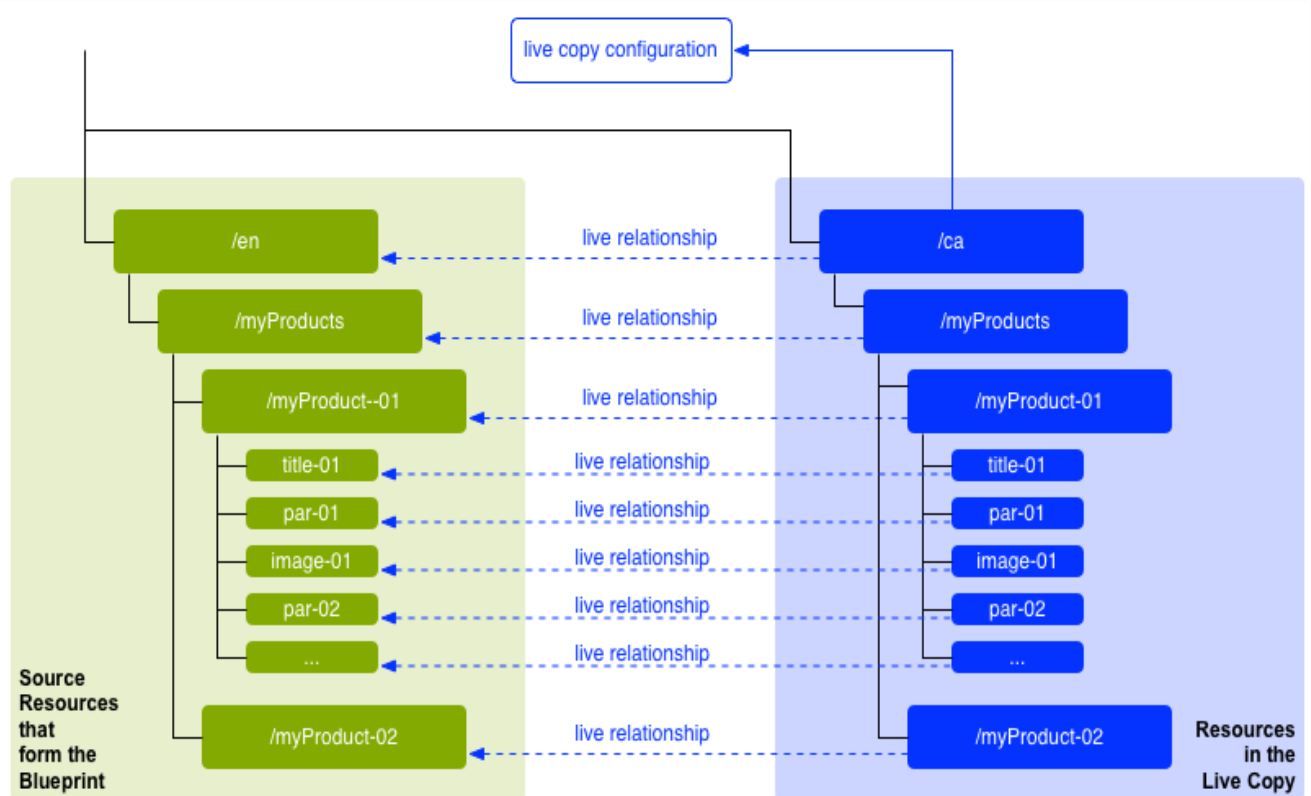 live copy configuration
/en
live relationship
/ca
/myProducts
live relationship
/myProducts
/myProduct--01
live relationship
/myProduct-01
title-01
live relationship
title-01
par-01
live relationship
par-01
image-01
live relationship
image-01
par-02
live relationship
par-02
...
live relationship
...
Source
Resources
that
form the
Blueprint
/myProduct-02
live relationship
/myProduct-02
Resources
in the
Live Copy